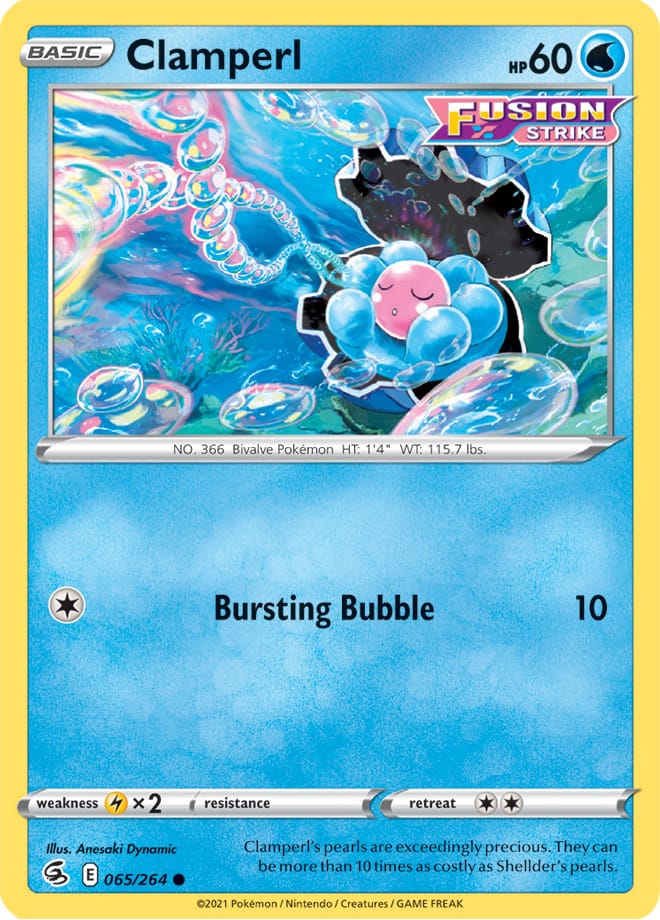 BASIC Clamperl HP60
FUSION
STRIKE
NO. 366 Bivalve Pokémon HT: 1'4" WT: 115.7 lbs.
Bursting Bubble 10
weakness ×2 resistance retreat
Illus. Anesaki Dynamic
Clamperl's pearls are exceedingly precious. They can
be more than 10 times as costly as Shellder's pearls.
E 065/264
©2021 Pokémon / Nintendo / Creatures / GAME FREAK